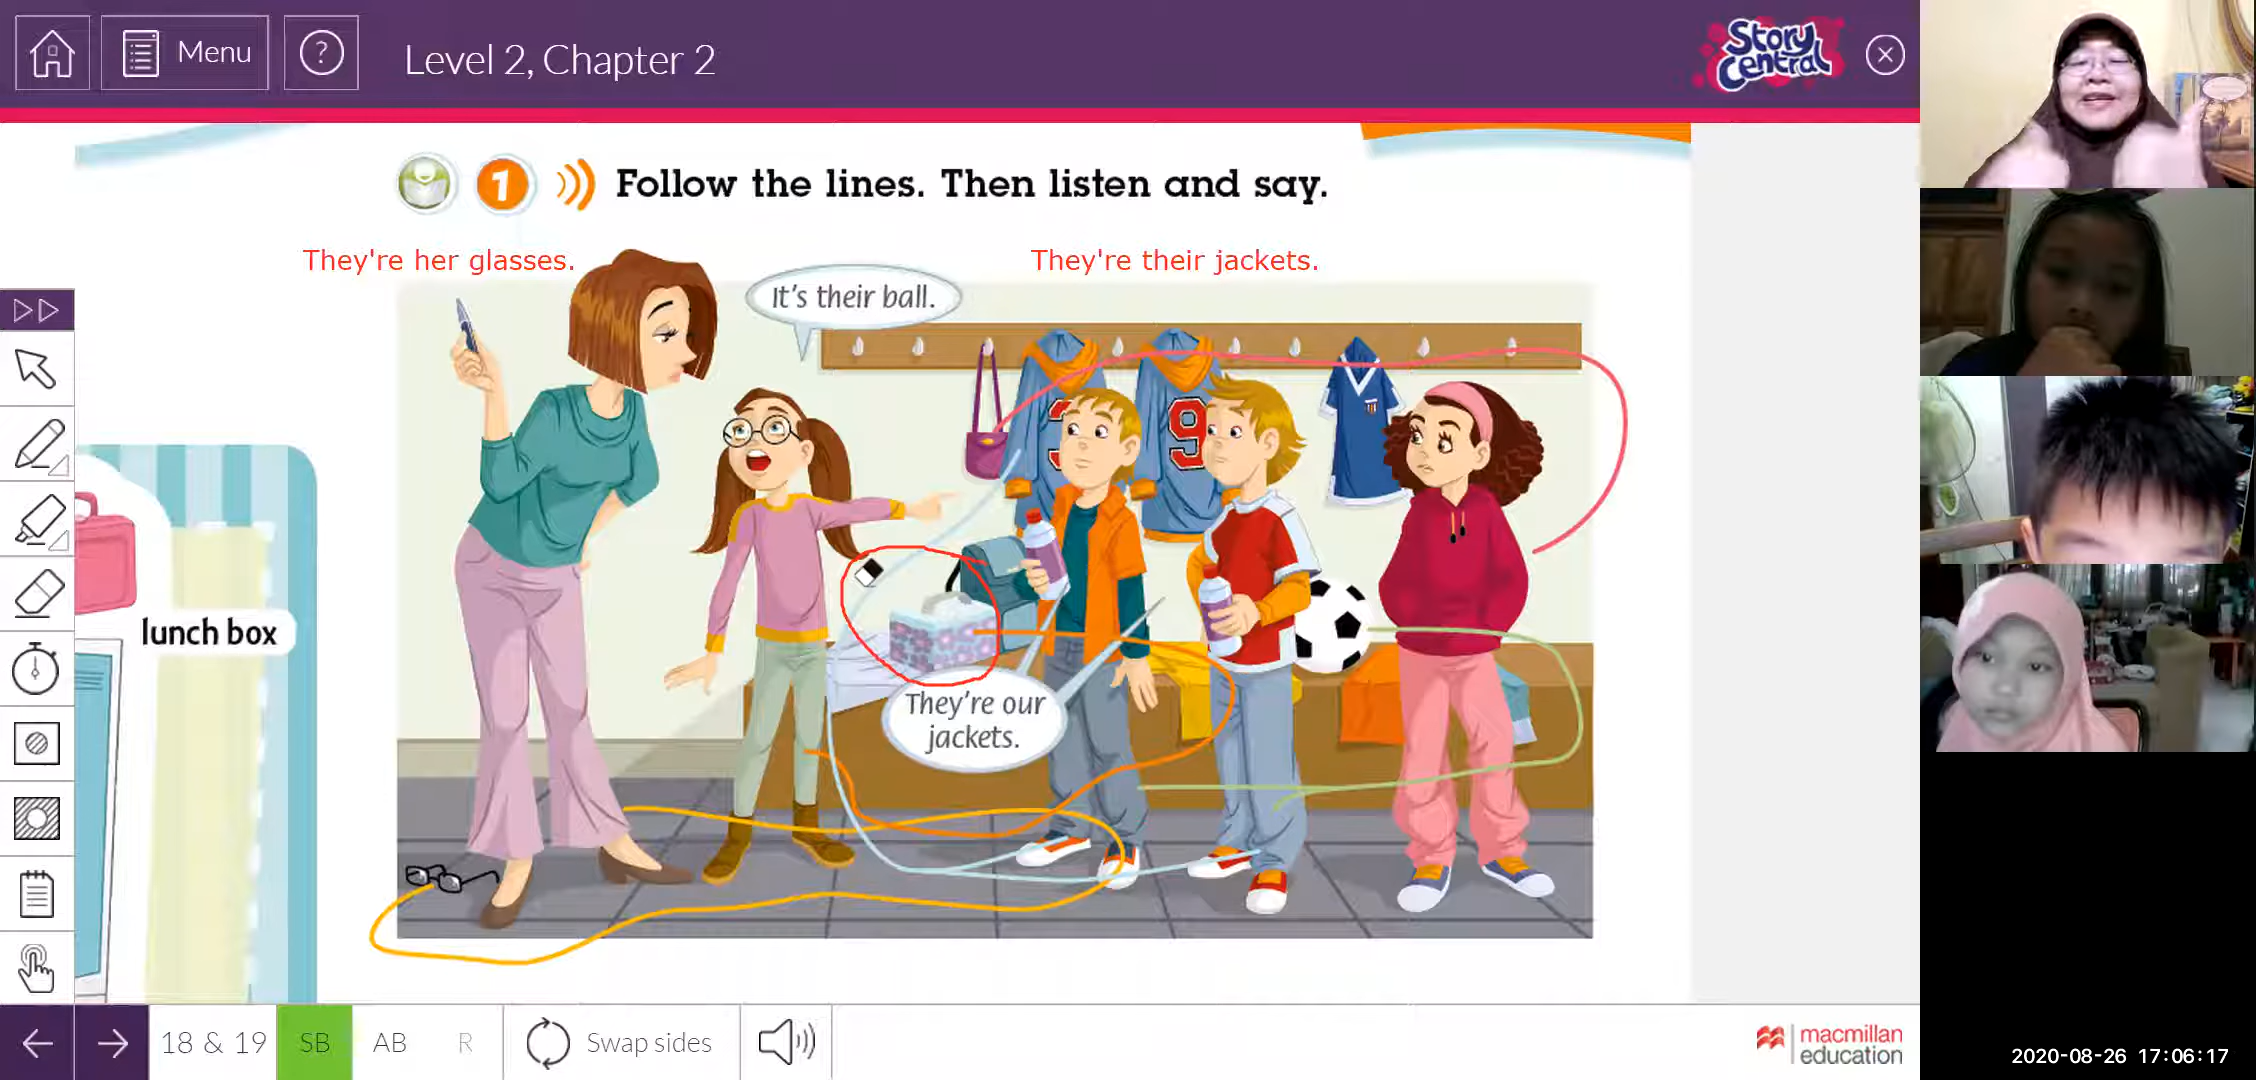 Menu
?
Level 2, Chapter 2
Story
Central
1
Follow the lines. Then listen and say.
They're her glasses.
They're their jackets.
It's their ball.
9
lunch box
They're our
jackets.
18 & 19
SB
AB
R
Swap sides
macmillan
education
2020-08-26 17:06:17